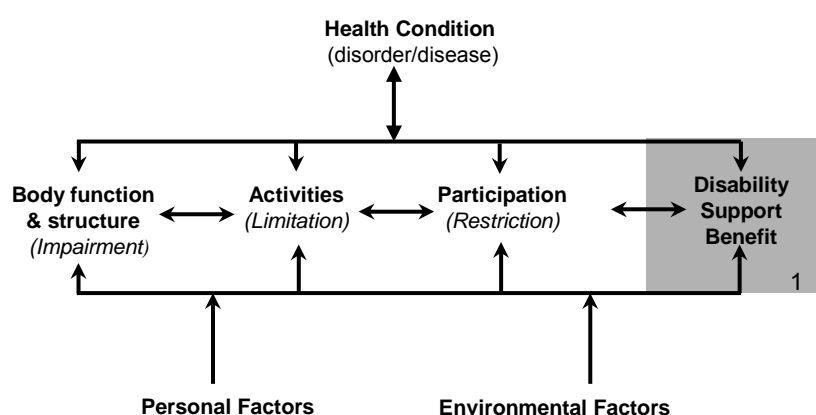 Health Condition
(disorder/disease)
Body function
& structure
(Impairment)
Activities
(Limitation)
Participation
(Restriction)
Disability
Support
Benefit
1
Personal Factors
Environmental Factors